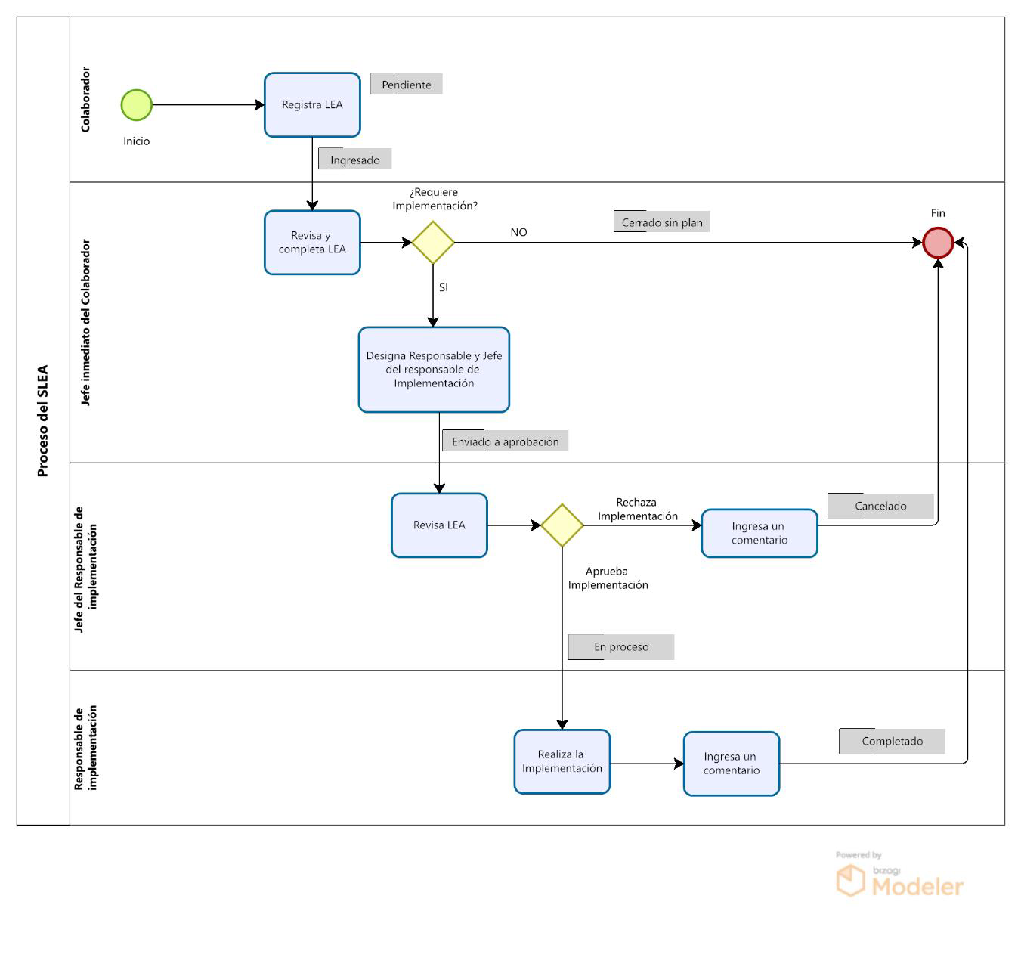 Proceso del SLEA
Colaborador
Inicio
Registra LEA
Pendiente
Ingresado
Jefe inmediato del Colaborador
Revisa y
completa LEA
¿Requiere
Implementación?
NO
Cerrado sin plan
Fin
SI
Designa Responsable y Jefe
del responsable de
Implementación
Enviado a aprobación
Jefe del Responsable de
implementación
Revisa LEA
Rechaza
Implementación
Ingresa un
comentario
Cancelado
Aprueba
Implementación
En proceso
Responsable de
implementación
Realiza la
Implementación
Ingresa un
comentario
Completado
Powered by
bizagi
Modeler